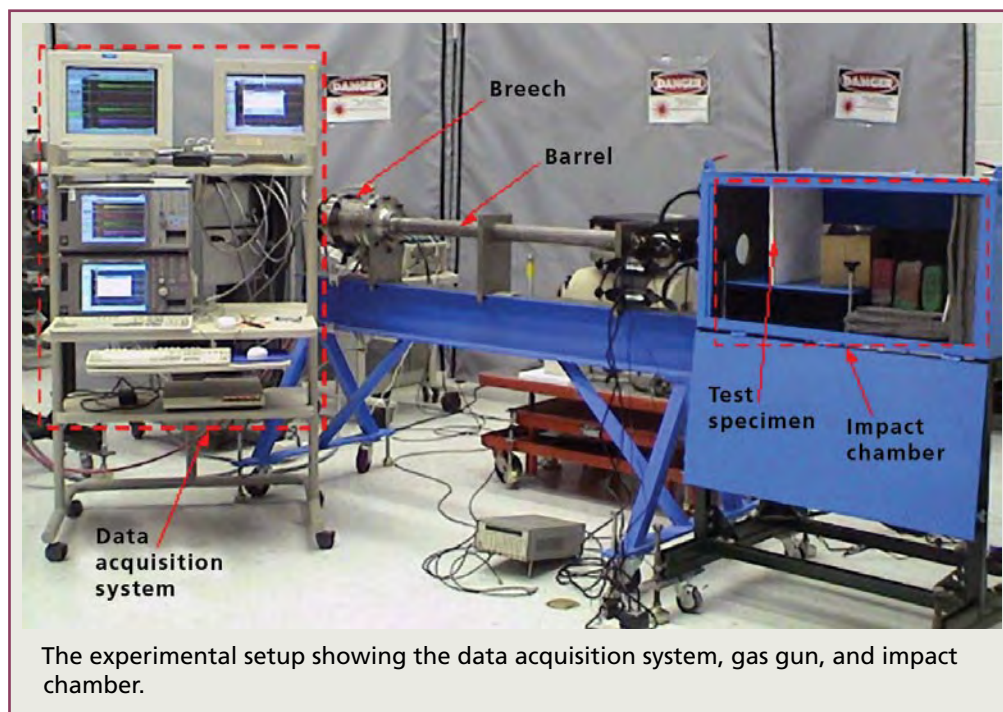 DANGER
DANGER
DANGER
Breech
Barrel
Test
specimen
Impact
chamber
Data
acquisition
system
The experimental setup showing the data acquisition system, gas gun, and impact
chamber.